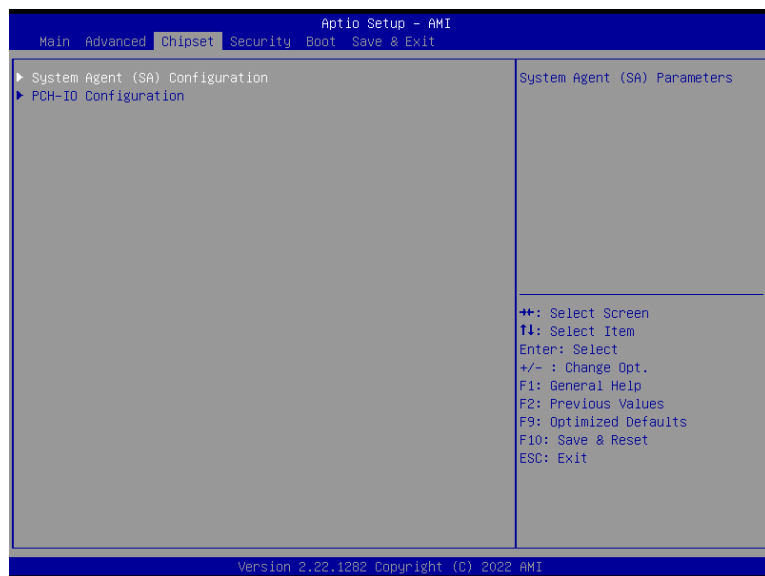 Aptio Setup – AMI
Main Advanced Chipset Security Boot Save & Exit
System Agent (SA) Configuration
PCH-IO Configuration
System Agent (SA) Parameters
→←: Select Screen
↑↓: Select Item
Enter: Select
+/- : Change Opt.
F1: General Help
F2: Previous Values
F9: Optimized Defaults
F10: Save & Reset
ESC: Exit
Version 2.22.1282 Copyright (C) 2022 AMI